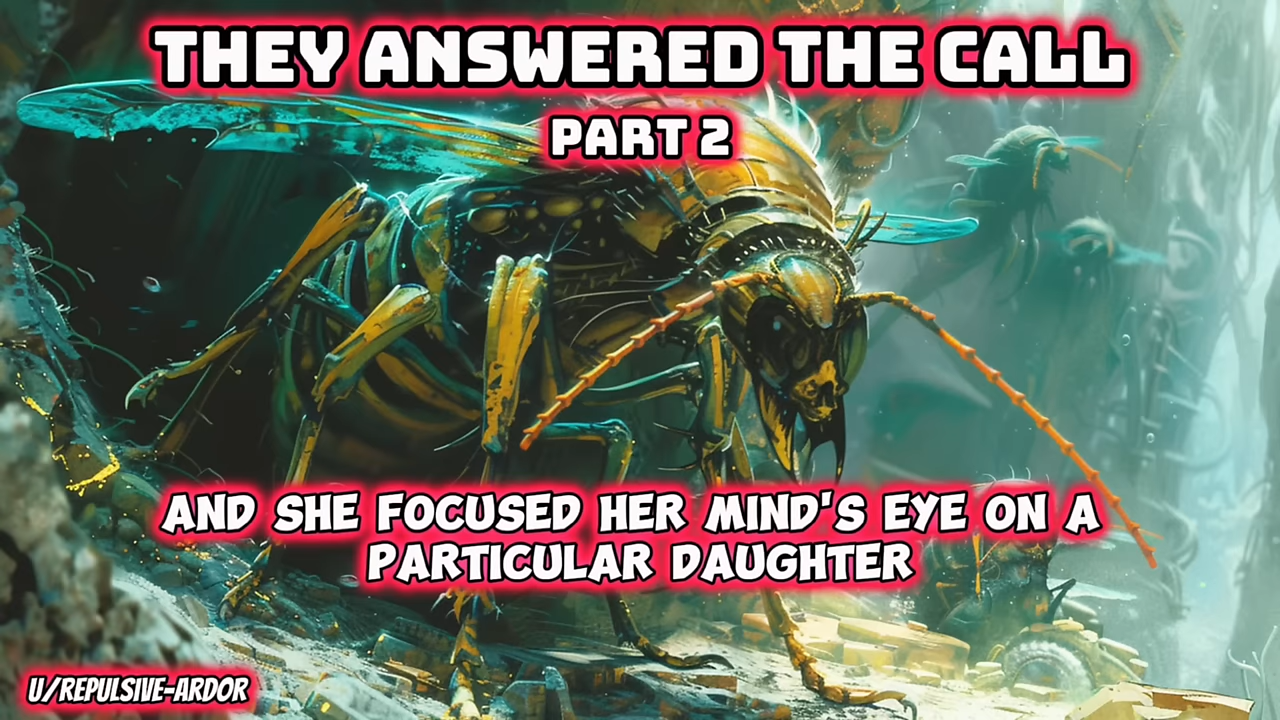 THEY ANSWERED THE CALL
PART 2
AND SHE FOCUSED HER MIND'S EYE ON A
PARTICULAR DAUGHTER
U/REPULSIVE-ARDOR